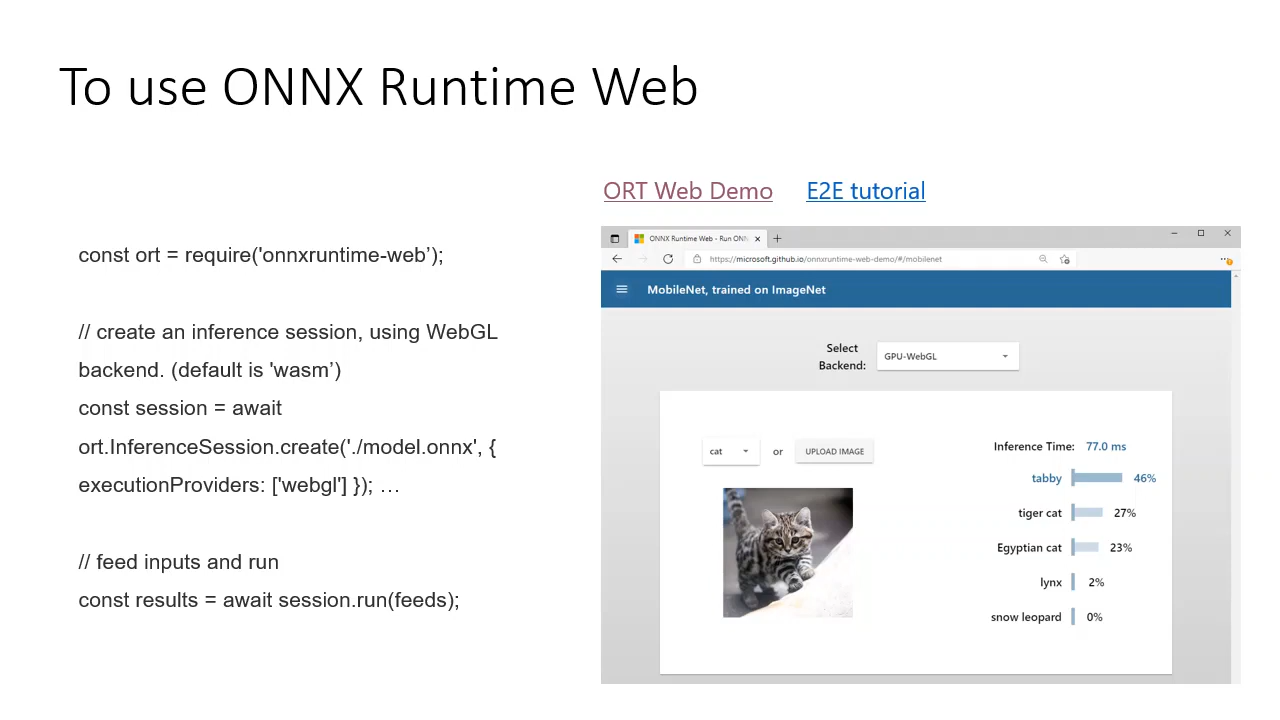 To use ONNX Runtime Web
ORT Web Demo
E2E tutorial
const ort = require('onnxruntime-web’);
// create an inference session, using WebGL
backend. (default is 'wasm’)
const session = await
ort.InferenceSession.create('./model.onnx', {
executionProviders: ['webgl'] }); …
// feed inputs and run
const results = await session.run(feeds);
ONNX Runtime Web - Run ONN
https://microsoft.github.io/onnxruntime-web-demo/#/mobilenet
MobileNet, trained on ImageNet
Select
Backend:
GPU-WebGL
cat
or
UPLOAD IMAGE
Inference Time: 77.0 ms
tabby 46%
tiger cat 27%
Egyptian cat 23%
lynx 2%
snow leopard 0%